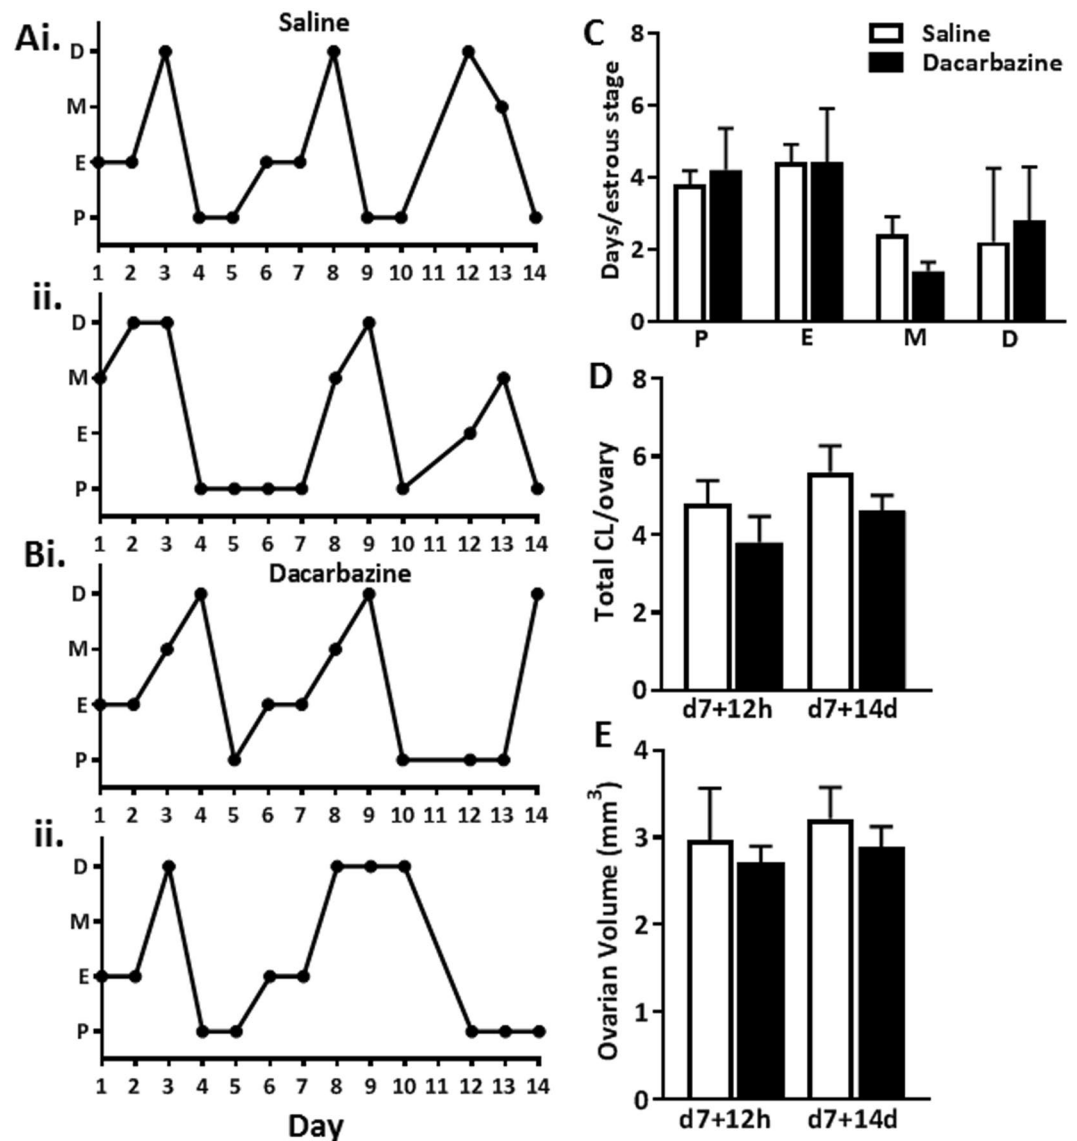 Ai.
Saline
D
M
E
P
1 2 3 4 5 6 7 8 9 10 11 12 13 14
ii.
D
M
E
P
1 2 3 4 5 6 7 8 9 10 11 12 13 14
Bi.
Dacarbazine
D
M
E
P
1 2 3 4 5 6 7 8 9 10 11 12 13 14
ii.
D
M
E
P
1 2 3 4 5 6 7 8 9 10 11 12 13 14
Day
C
Saline
Dacarbazine
Days/estrous stage
8
6
4
2
0
P E M D
D
Total CL/ovary
8
6
4
2
0
d7+12h d7+14d
E
Ovarian Volume (mm³)
4
3
2
1
0
d7+12h d7+14d